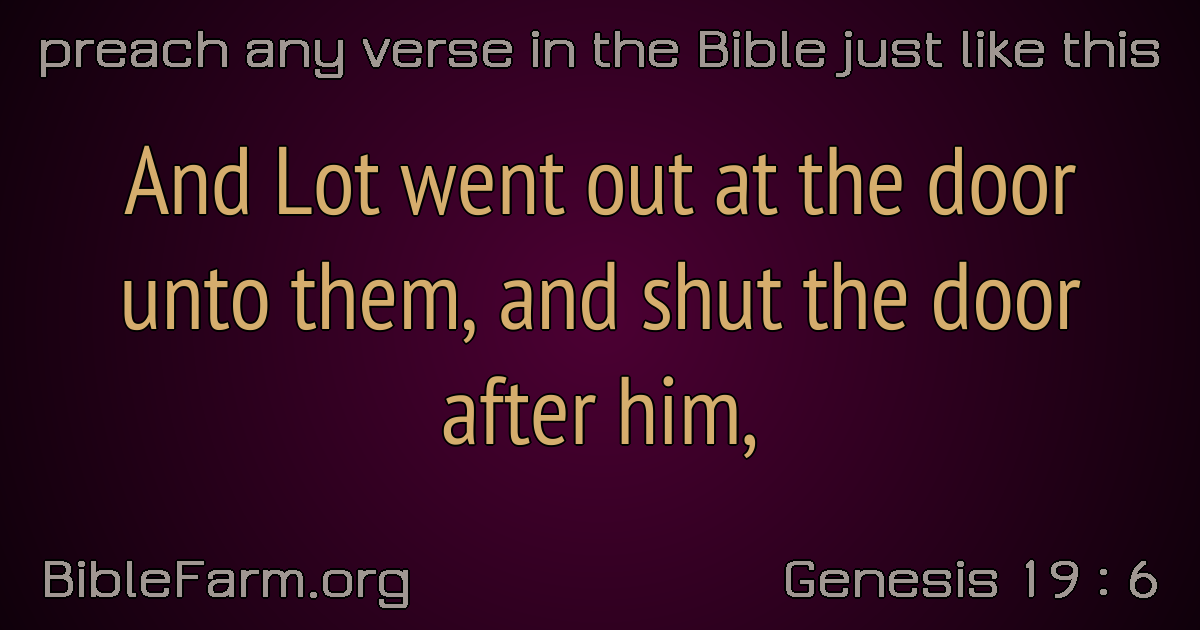 preach any verse in the Bible just like this
And Lot went out at the door
unto them, and shut the door
after him,
BibleFarm.org
Genesis 19 : 6